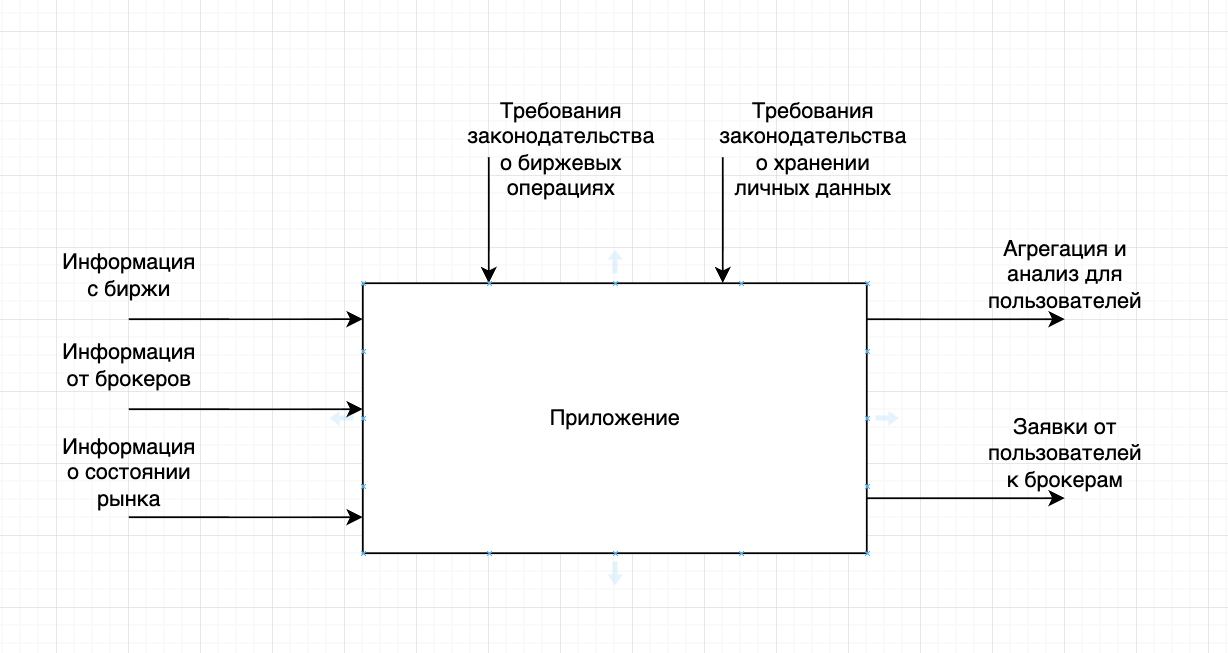 Требования
законодательства
о биржевых
операциях
Требования
законодательства
о хранении
личных данных
Информация
с биржи
Информация
от брокеров
Информация
о состоянии
рынка
Приложение
Агрегация и
анализ для
пользователей
Заявки от
пользователей
к брокерам